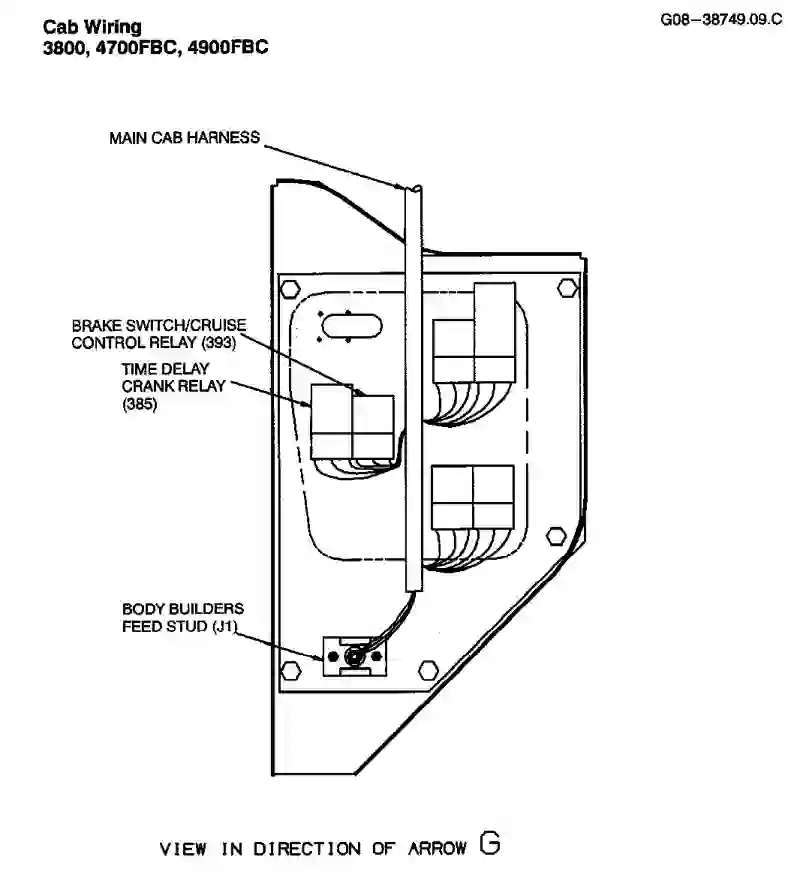 Cab Wiring
3800, 4700FBC, 4900FBC
G08-38749.09.C
MAIN CAB HARNESS
BRAKE SWITCH/CRUISE
CONTROL RELAY (393)
TIME DELAY
CRANK RELAY
(385)
BODY BUILDERS
FEED STUD (J1)
VIEW IN DIRECTION OF ARROW G